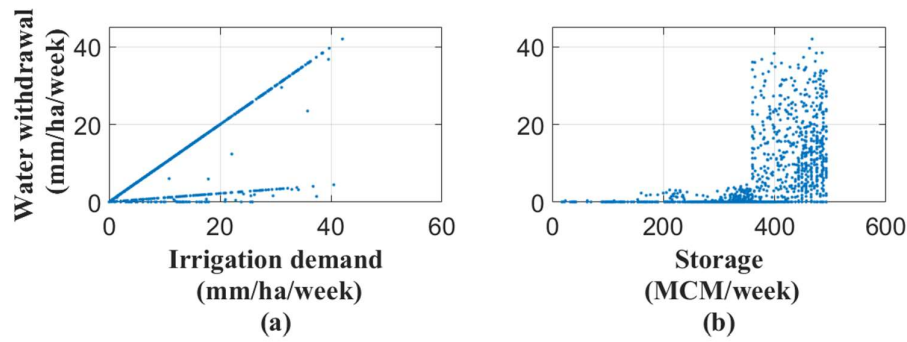 Water withdrawal
(mm/ha/week)
40
20
0
0 20 40 60
Irrigation demand
(mm/ha/week)
(a)
40
20
0
0 200 400 600
Storage
(MCM/week)
(b)